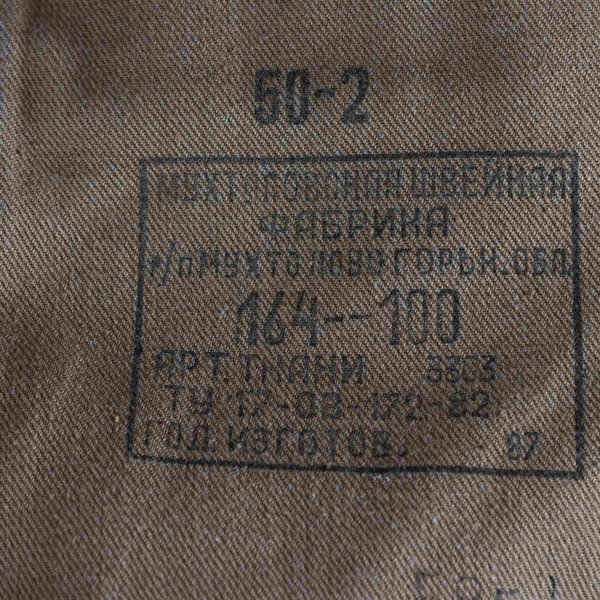 50-2
МУХТОЛОВСКАЯ ШВЕЙНАЯ
ФАБРИКА
р/п МУХТОЛОВО ГОРЬК. ОБЛ.
164--100
АРТ. ТКАНИ 3303
ТУ 17-08-172-82
ГОД ИЗГОТОВ. - 87